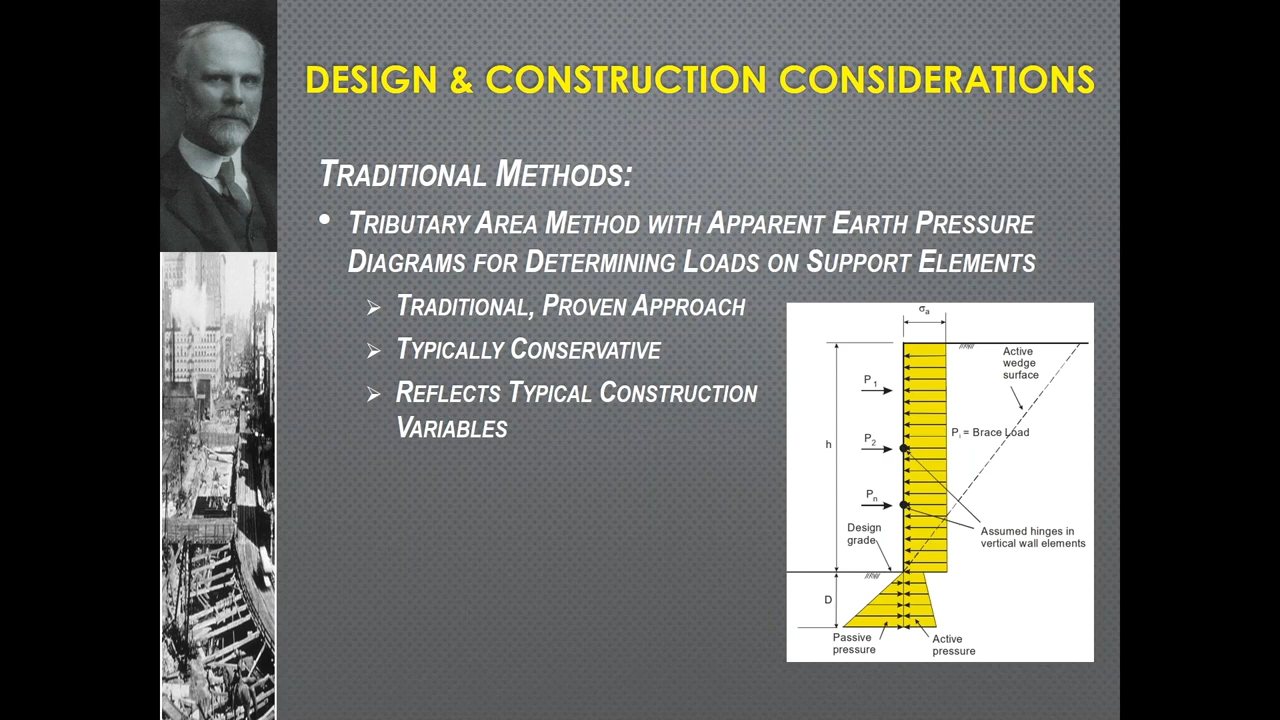 DESIGN & CONSTRUCTION CONSIDERATIONS
TRADITIONAL METHODS:
• TRIBUTARY AREA METHOD WITH APPARENT EARTH PRESSURE
DIAGRAMS FOR DETERMINING LOADS ON SUPPORT ELEMENTS
➢ TRADITIONAL, PROVEN APPROACH
➢ TYPICALLY CONSERVATIVE
➢ REFLECTS TYPICAL CONSTRUCTION
VARIABLES
σa
Active
wedge
surface
P1
P2
Pi = Brace Load
h
Pn
Design
grade
Assumed hinges in
vertical wall elements
D
Passive
pressure
Active
pressure